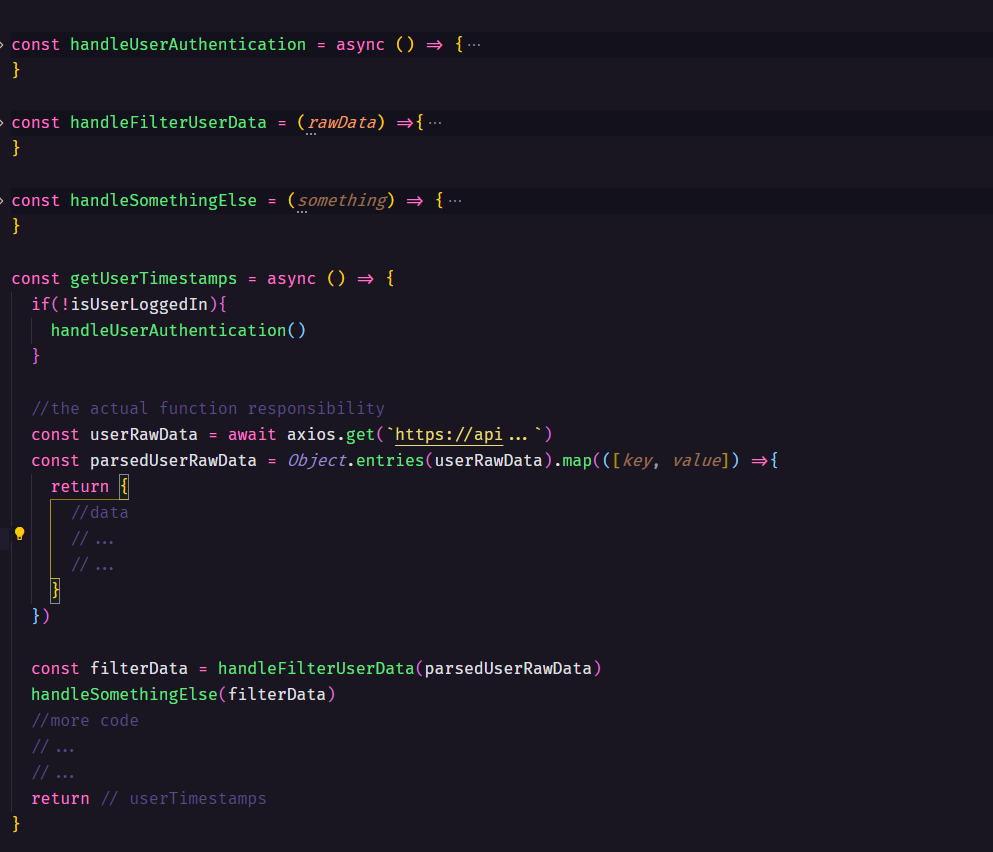 const handleUserAuthentication = async () => {···
}
const handleFilterUserData = (rawData) =>{···
}
const handleSomethingElse = (something) => {···
}
const getUserTimestamps = async () => {
if(!isUserLoggedIn){
handleUserAuthentication()
}
//the actual function responsibility
const userRawData = await axios.get(`https://api...`)
const parsedUserRawData = Object.entries(userRawData).map(([key, value]) =>{
return {
//data
//...
//...
}
})
const filterData = handleFilterUserData(parsedUserRawData)
handleSomethingElse(filterData)
//more code
//...
//...
return // userTimestamps
}